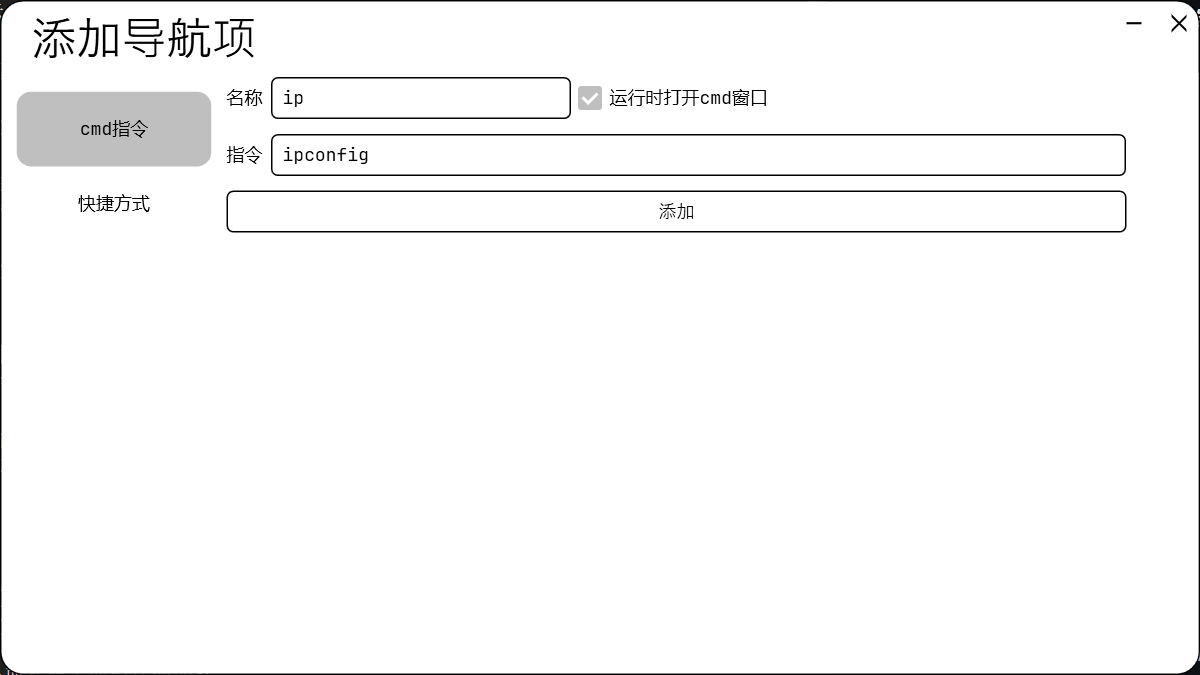 添加导航项
cmd指令
快捷方式
名称 ip 运行时打开cmd窗口
指令 ipconfig
添加